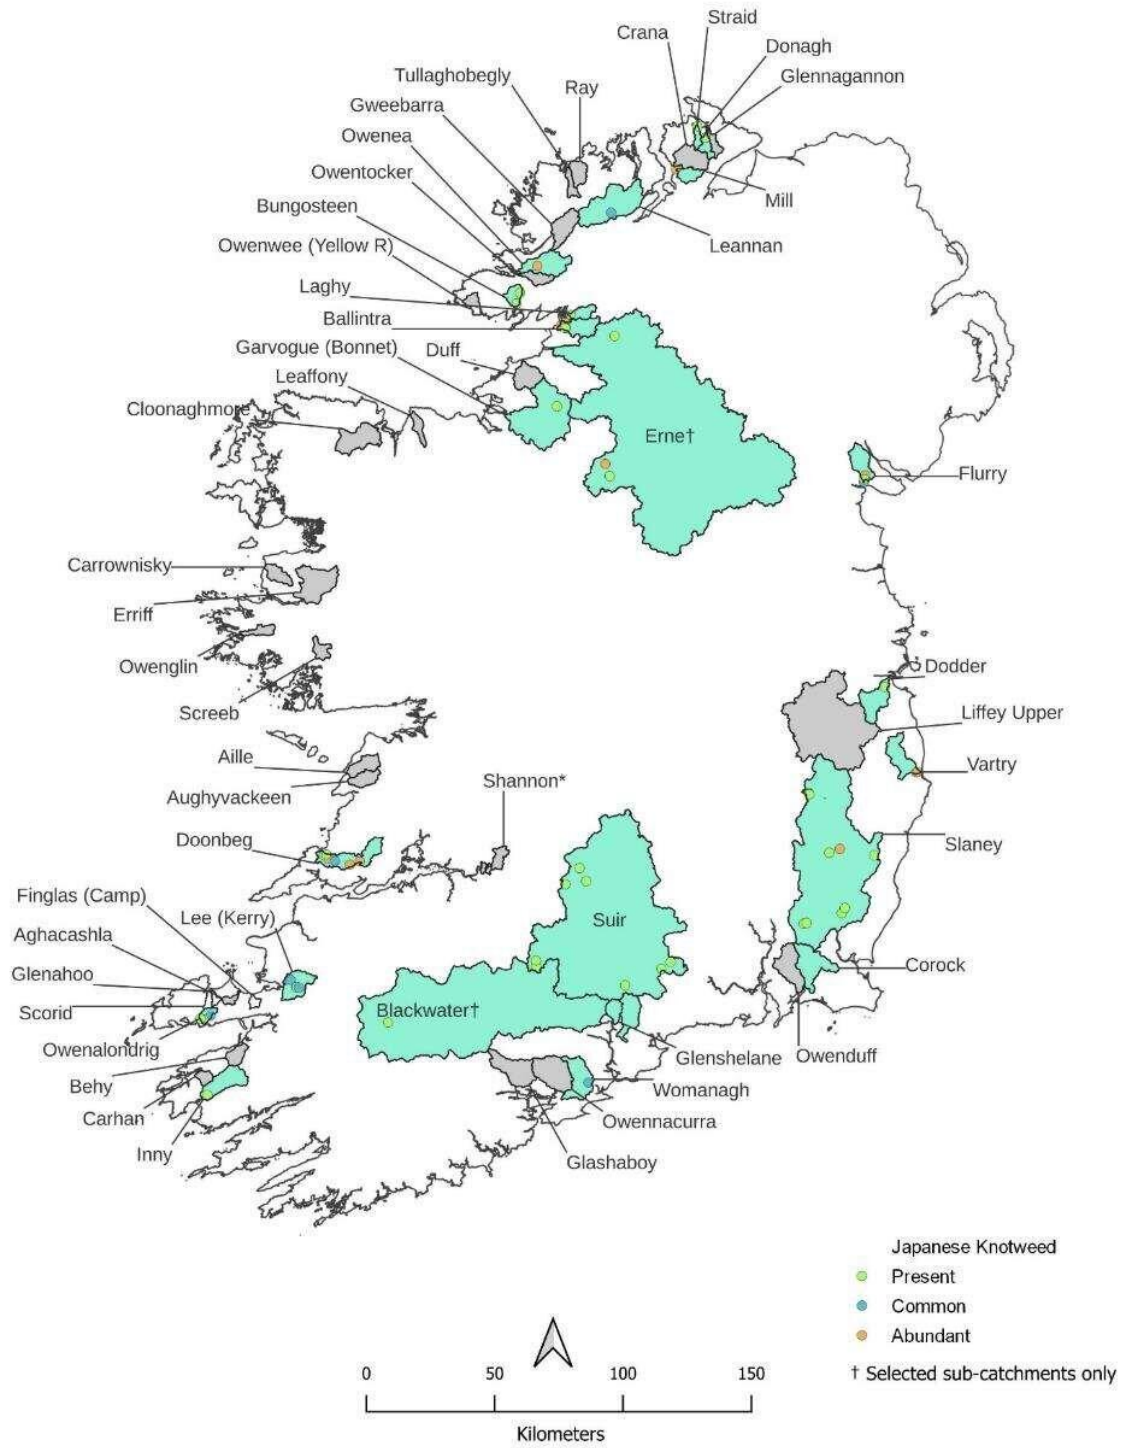 Straid
Crana
Donagh
Tullaghobegly
Glennagannon
Ray
Gweebarra
Owenea
Owentocker
Mill
Bungosteen
Owenwee (Yellow R)
Leannan
Laghy
Ballintra
Garvogue (Bonnet)
Duff
Leaffony
Cloonaghmore
Erne†
Flurry
Carrownisky
Erriff
Owenglin
Dodder
Screeb
Liffey Upper
Aille
Vartry
Shannon*
Aughyvackeen
Doonbeg
Slaney
Finglas (Camp)
Lee (Kerry)
Suir
Aghacashla
Corock
Glenahoo
Blackwater†
Scorid
Owenalondrig
Glenshelane
Owenduff
Behy
Womanagh
Carhan
Owennacurra
Inny
Glashaboy
Japanese Knotweed
Present
Common
Abundant
† Selected sub-catchments only
0 50 100 150
Kilometers